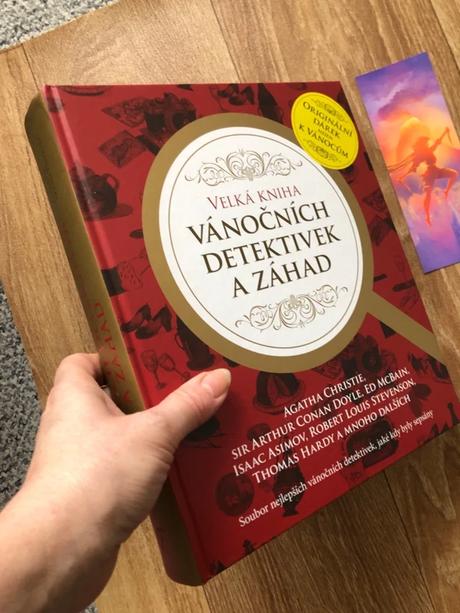 Originální
dárek
nejen
k Vánocům
Velká kniha
vánočních
detektivek
a záhad
Agatha Christie,
Sir Arthur Conan Doyle, Ed McBain,
Isaac Asimov, Robert Louis Stevenson,
Thomas Hardy a mnoho dalších
Soubor nejlepších vánočních detektivek, jaké kdy byly sepsány